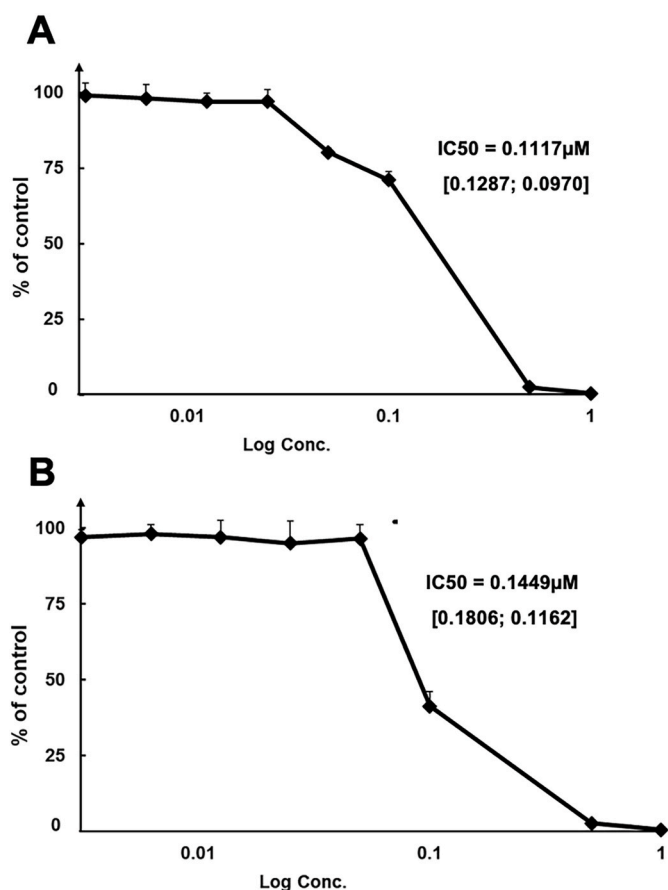 A
100
75
50
25
0
% of control
IC50 = 0.1117µM
[0.1287; 0.0970]
0.01 0.1 1
Log Conc.
B
100
75
50
25
0
% of control
IC50 = 0.1449µM
[0.1806; 0.1162]
0.01 0.1 1
Log Conc.